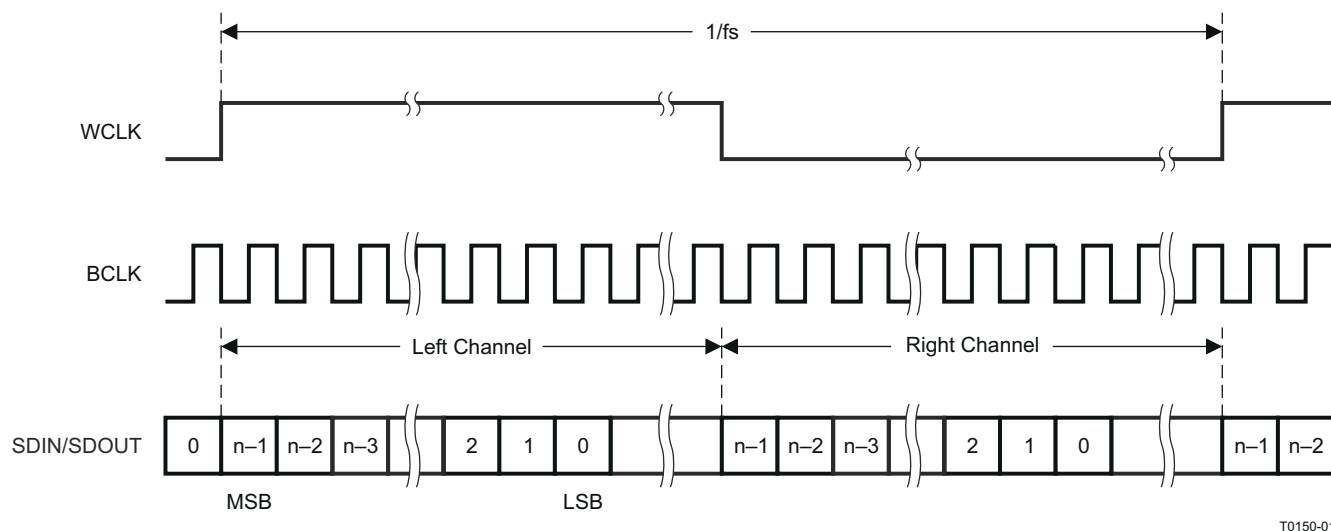 1/fs
WCLK
BCLK
Left Channel
Right Channel
SDIN/SDOUT
0 n–1 n–2 n–3 2 1 0 n–1 n–2 n–3 2 1 0 n–1 n–2
MSB
LSB
T0150-01